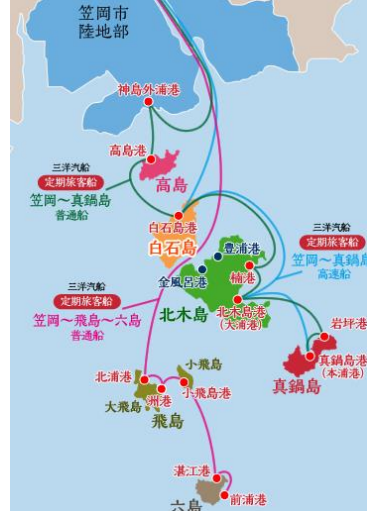 笠岡市
陸地部
神島外浦港
高島港
高島
三洋汽船
定期旅客船
笠岡～真鍋島
普通船
白石島港
白石島
豊浦港
金風呂港
楠港
三洋汽船
定期旅客船
笠岡～真鍋島
高速船
三洋汽船
定期旅客船
笠岡～飛島～六島
普通船
北木島
北木島港
(大浦港)
岩坪港
真鍋島港
(本浦港)
真鍋島
北浦港
小飛島
洲港
小飛島港
大飛島
飛島
湛江港
前浦港
六島